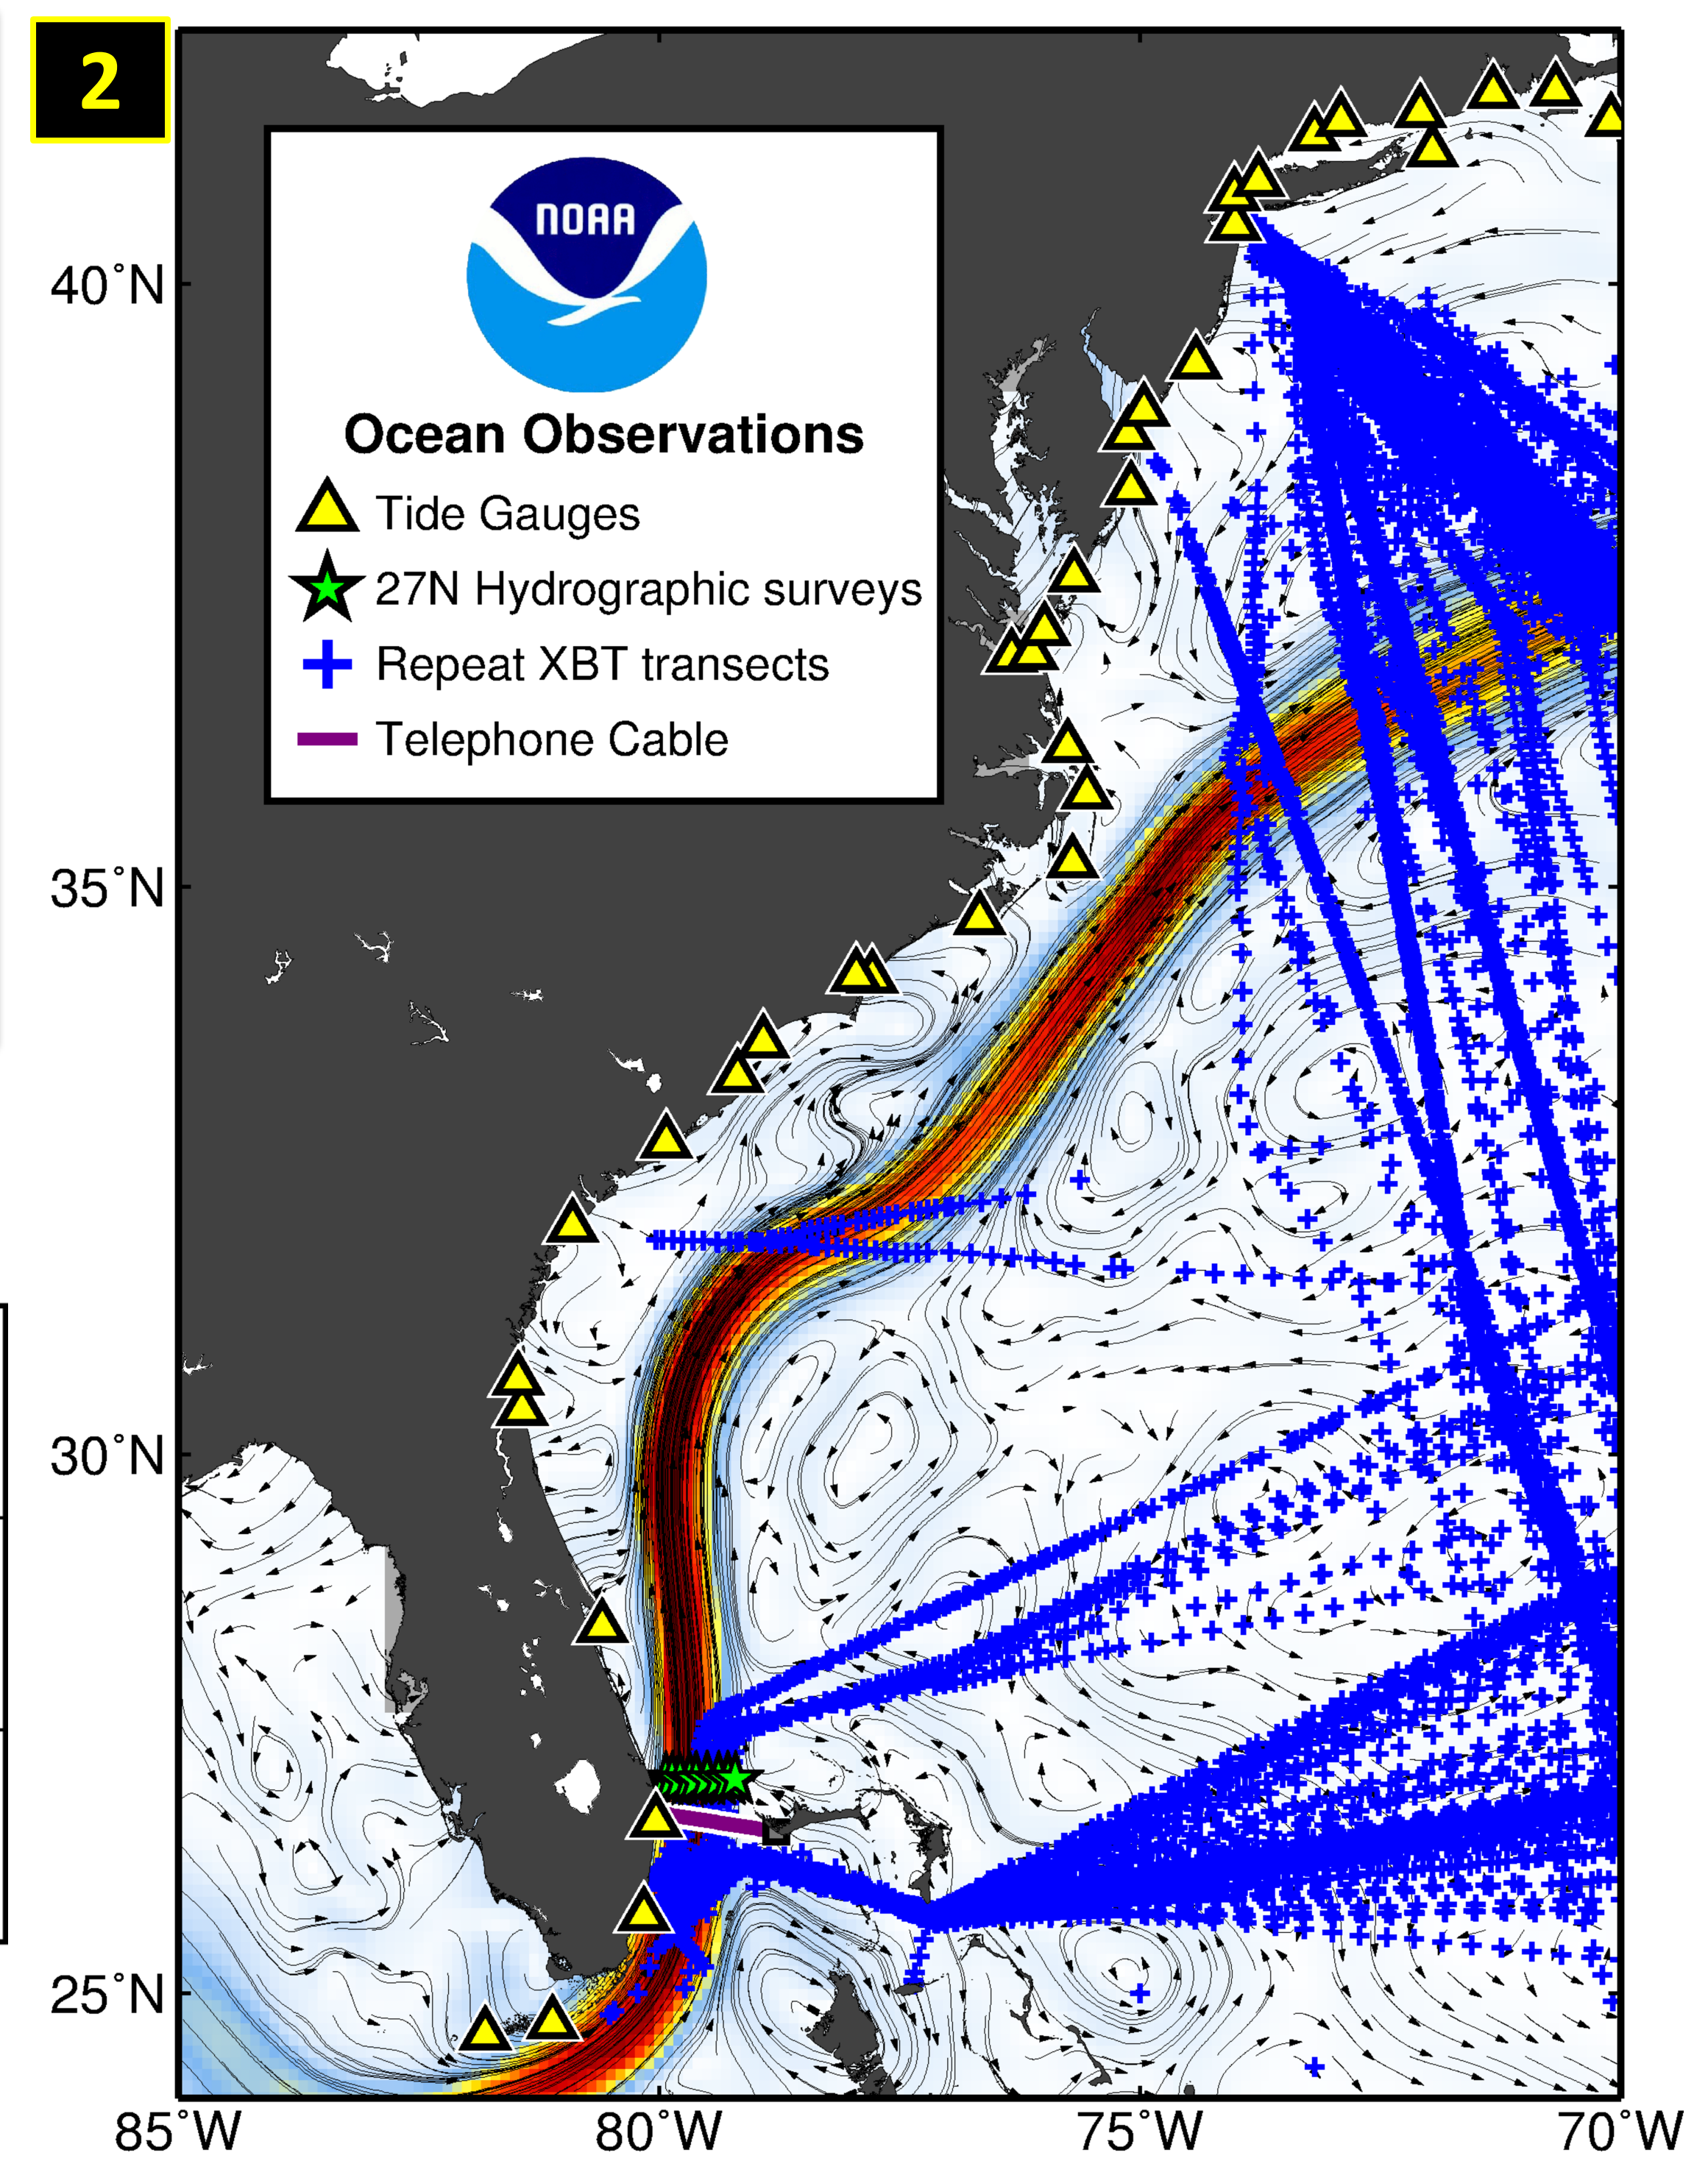 2
NOAA
Ocean Observations
Tide Gauges
27N Hydrographic surveys
Repeat XBT transects
Telephone Cable
40°N
35°N
30°N
25°N
85°W 80°W 75°W 70°W